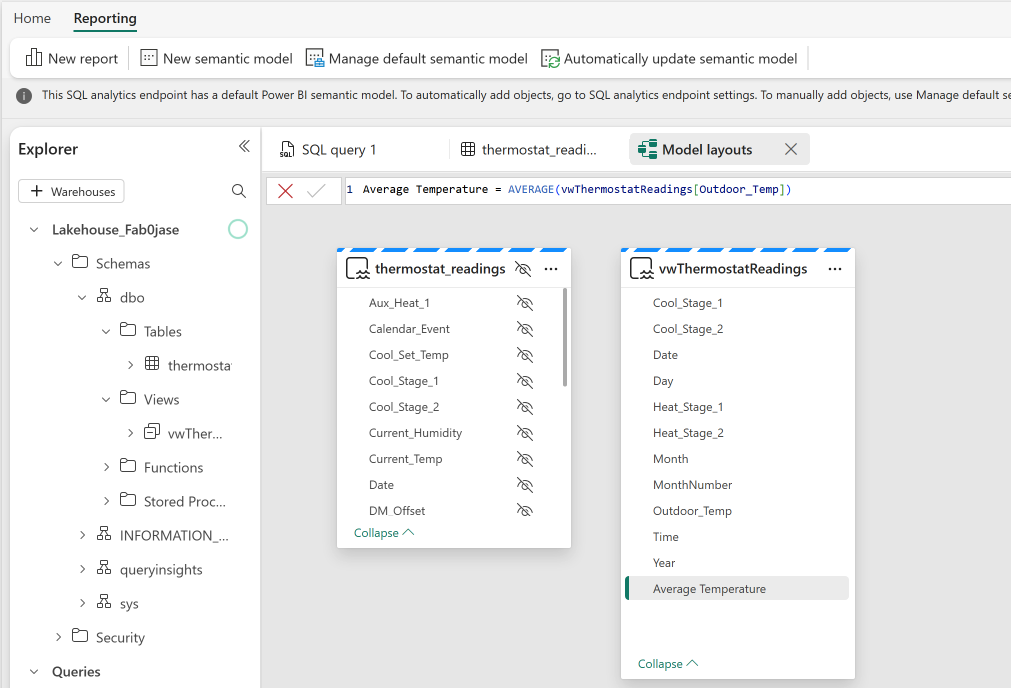 Home Reporting
New report New semantic model Manage default semantic model Automatically update semantic model
This SQL analytics endpoint has a default Power BI semantic model. To automatically add objects, go to SQL analytics endpoint settings. To manually add objects, use Manage default se
Explorer
Warehouses
Lakehouse_Fab0jase
Schemas
dbo
Tables
thermosta
Views
vwTher...
Functions
Stored Proc...
INFORMATION_...
queryinsights
sys
Security
Queries
SQL query 1 thermostat_readi... Model layouts
1 Average Temperature = AVERAGE(vwThermostatReadings[Outdoor_Temp])
thermostat_readings
Aux_Heat_1
Calendar_Event
Cool_Set_Temp
Cool_Stage_1
Cool_Stage_2
Current_Humidity
Current_Temp
Date
DM_Offset
Collapse
vwThermostatReadings
Cool_Stage_1
Cool_Stage_2
Date
Day
Heat_Stage_1
Heat_Stage_2
Month
MonthNumber
Outdoor_Temp
Time
Year
Average Temperature
Collapse